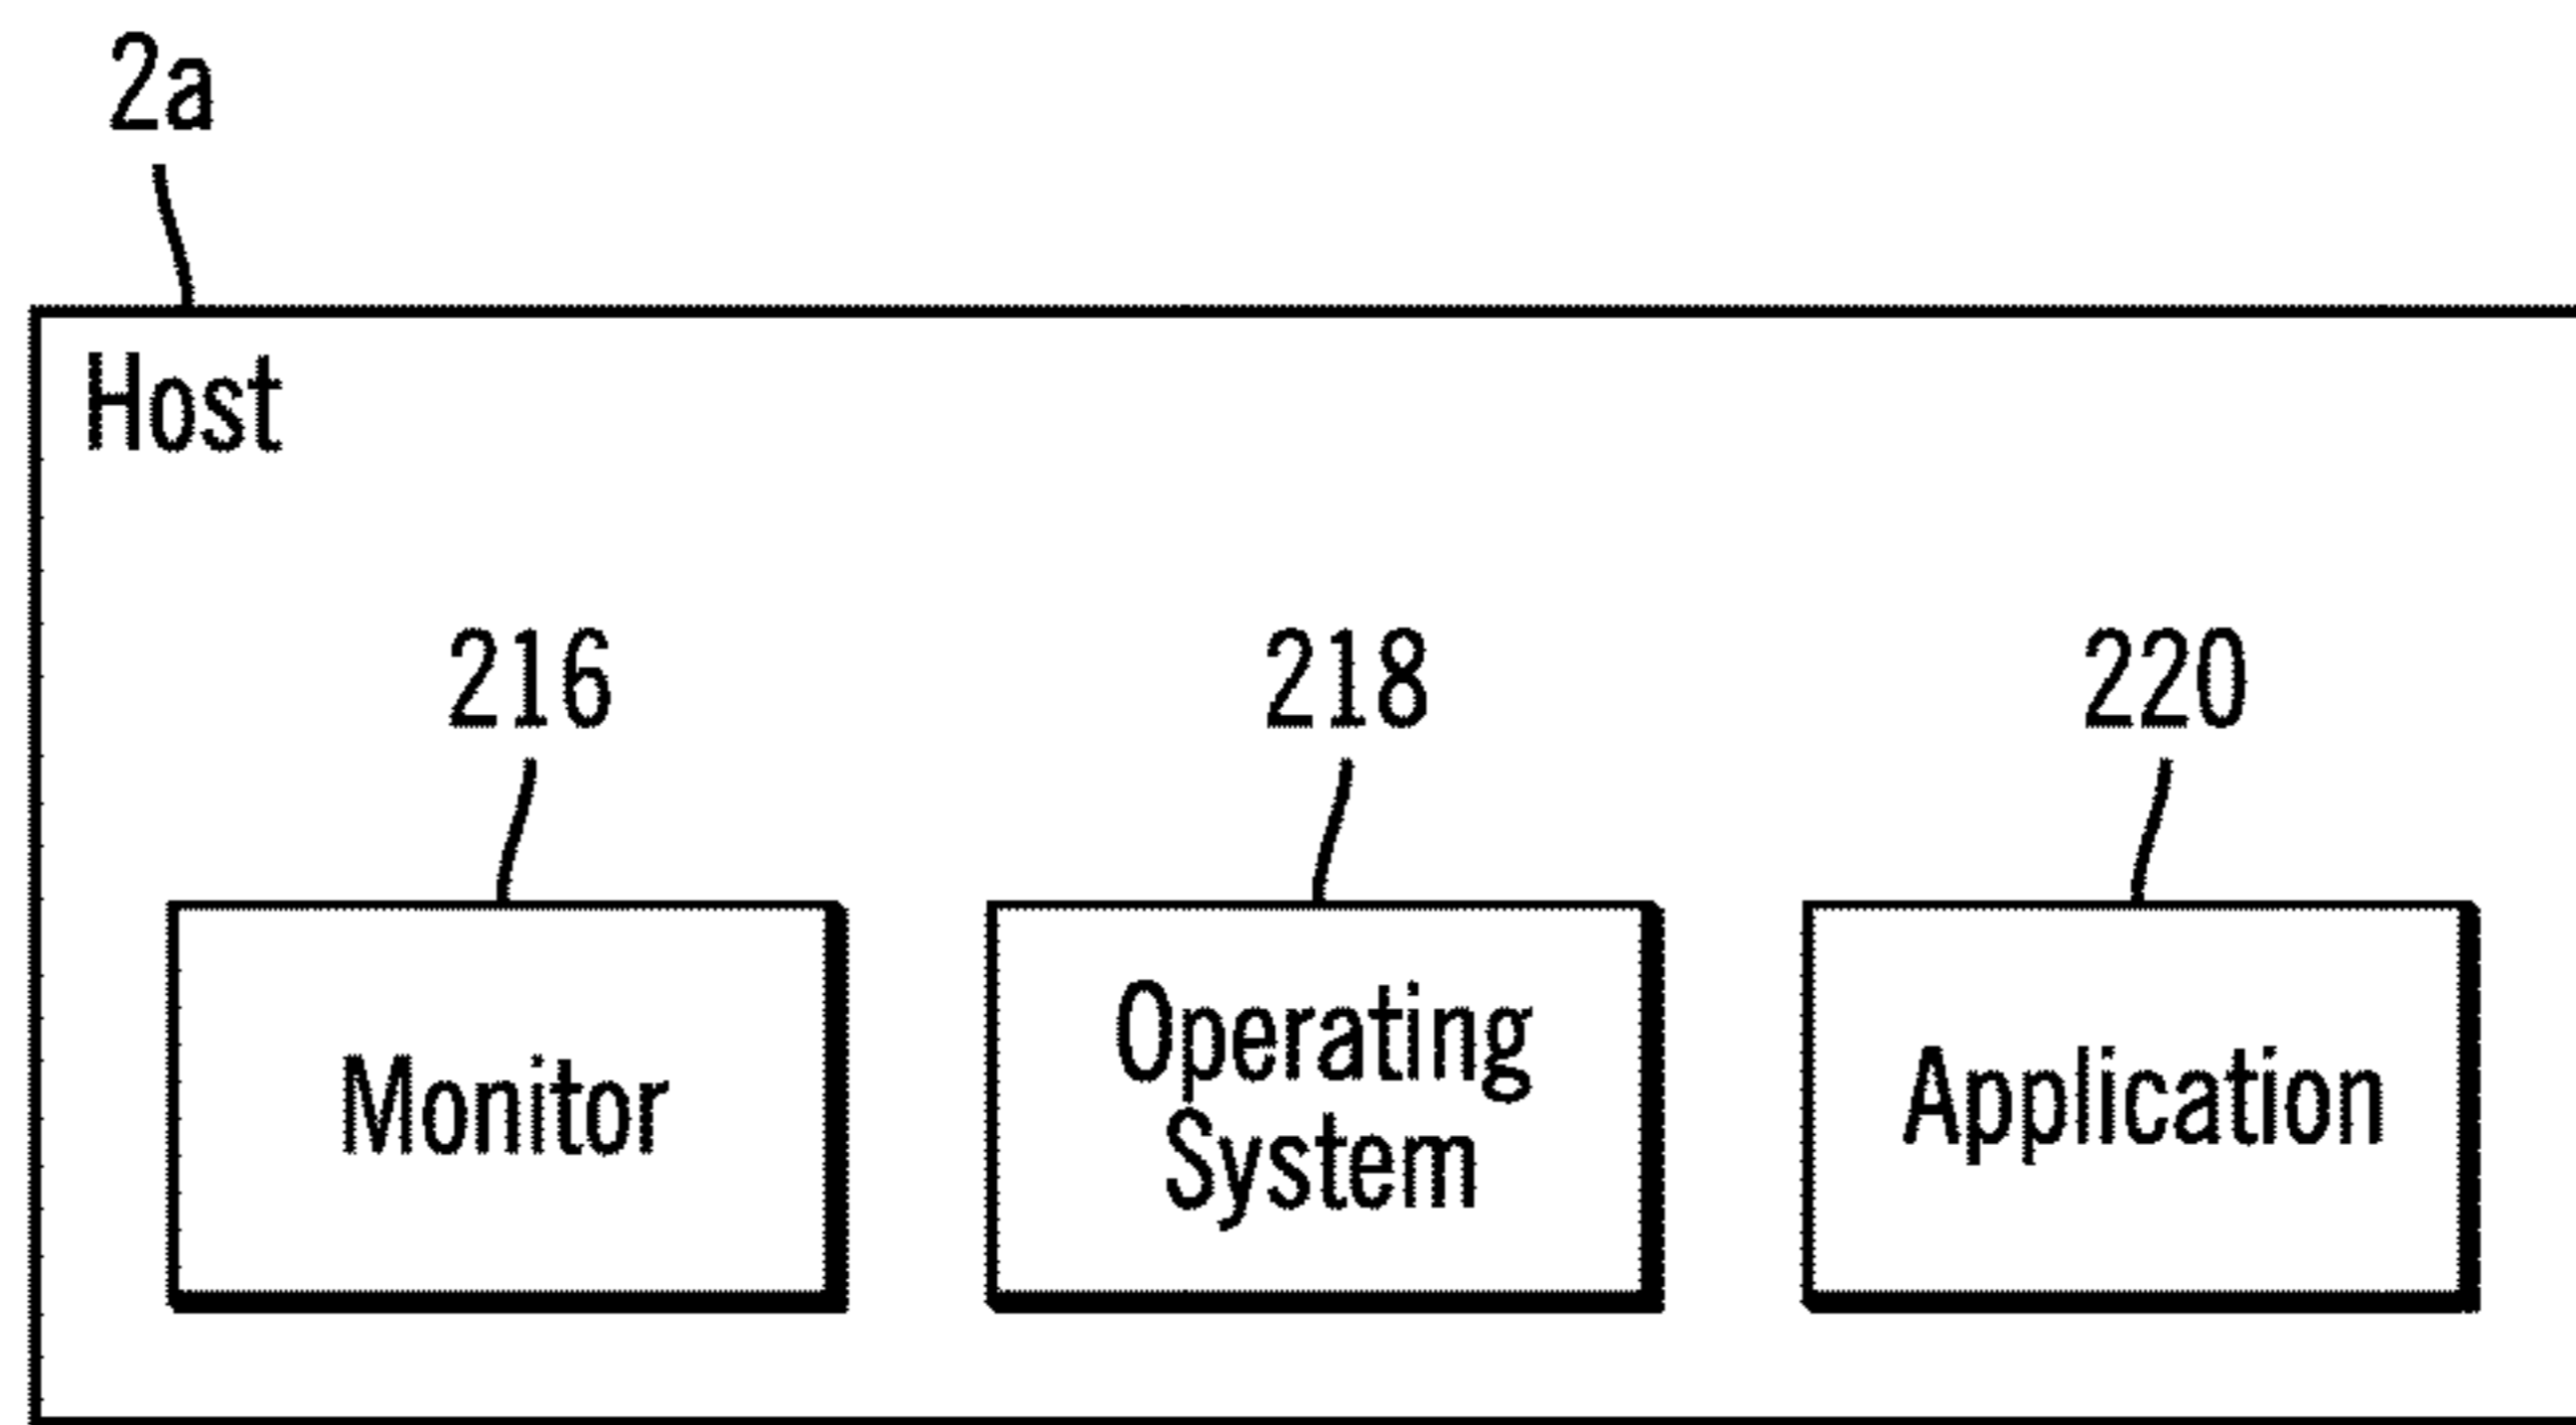 2a
Host
216
218
220
Monitor
Operating
System
Application